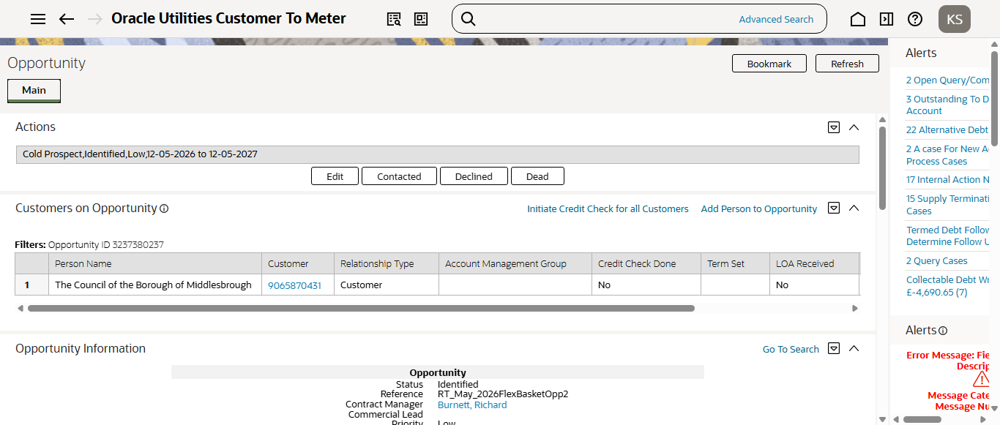 Oracle Utilities Customer To Meter
Advanced Search
KS
Opportunity
Bookmark
Refresh
Main
Actions
Cold Prospect,Identified,Low,12-05-2026 to 12-05-2027
Edit
Contacted
Declined
Dead
Customers on Opportunity
Initiate Credit Check for all Customers
Add Person to Opportunity
Filters: Opportunity ID 3237380237
Person Name Customer Relationship Type Account Management Group Credit Check Done Term Set LOA Received
1 The Council of the Borough of Middlesbrough 9065870431 Customer No No
Opportunity Information
Go To Search
Opportunity
Status Identified
Reference RT_May_2026FlexBasketOpp2
Contract Manager Burnett, Richard
Commercial Lead
Priority Low
Alerts
2 Open Query/Com
3 Outstanding To D
Account
22 Alternative Debt
2 A case For New A
Process Cases
17 Internal Action N
15 Supply Terminati
Cases
Termed Debt Follow
Determine Follow U
2 Query Cases
Collectable Debt Wr
£-4,690.65 (7)
Alerts
Error Message: Fie
Descrip
Message Cate
Message Nu